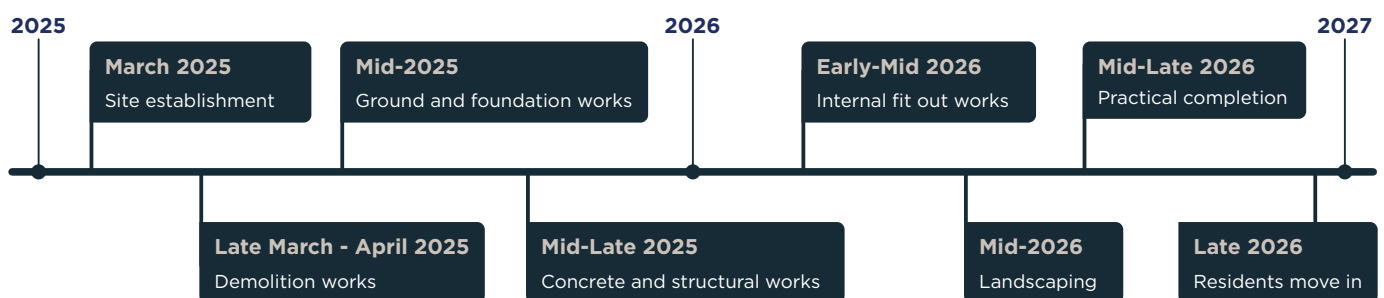 2025
2026
2027
March 2025
Site establishment
Mid-2025
Ground and foundation works
Early-Mid 2026
Internal fit out works
Mid-Late 2026
Practical completion
Late March - April 2025
Demolition works
Mid-Late 2025
Concrete and structural works
Mid-2026
Landscaping
Late 2026
Residents move in